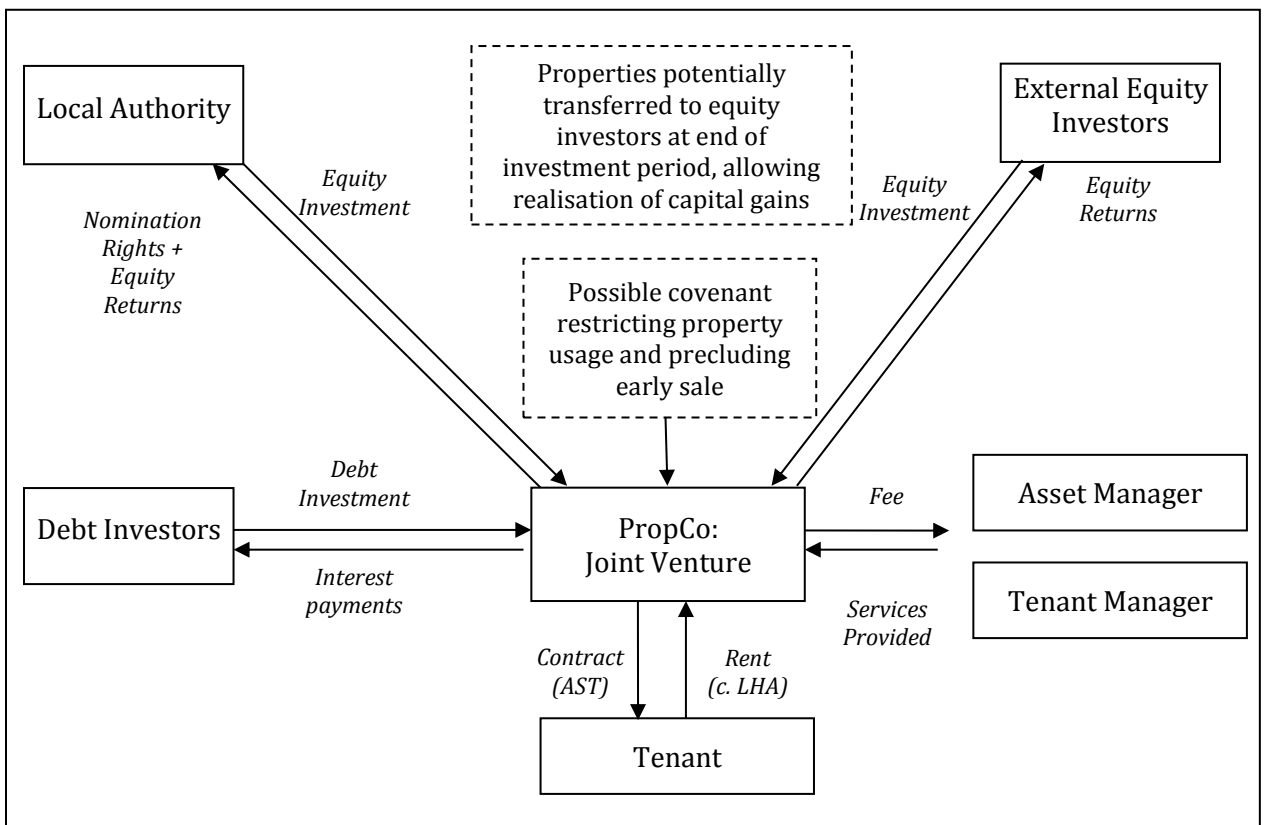 Local Authority
Properties potentially
transferred to equity
investors at end of
investment period, allowing
realisation of capital gains
External Equity
Investors
Equity
Investment
Nomination
Rights +
Equity
Returns
Equity
Investment
Equity
Returns
Possible covenant
restricting property
usage and precluding
early sale
Debt Investors
Debt
Investment
Interest
payments
PropCo:
Joint Venture
Fee
Services
Provided
Asset Manager
Tenant Manager
Contract
(AST)
Rent
(c. LHA)
Tenant